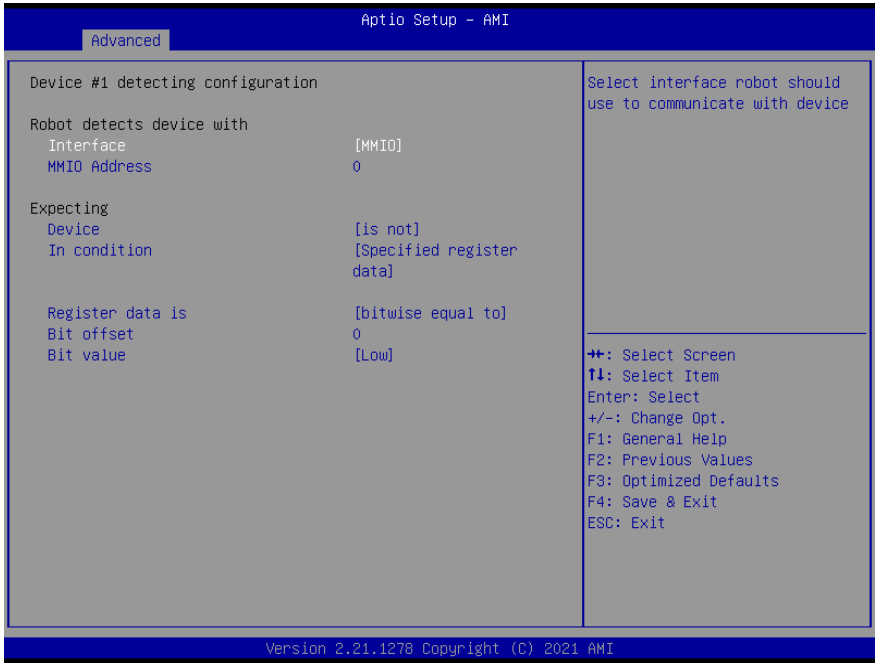 Aptio Setup – AMI
Advanced
Device #1 detecting configuration
Robot detects device with
Interface [MMIO]
MMIO Address 0
Expecting
Device [is not]
In condition [Specified register
data]
Register data is [bitwise equal to]
Bit offset 0
Bit value [Low]
Select interface robot should
use to communicate with device
→←: Select Screen
↑↓: Select Item
Enter: Select
+/-: Change Opt.
F1: General Help
F2: Previous Values
F3: Optimized Defaults
F4: Save & Exit
ESC: Exit
Version 2.21.1278 Copyright (C) 2021 AMI